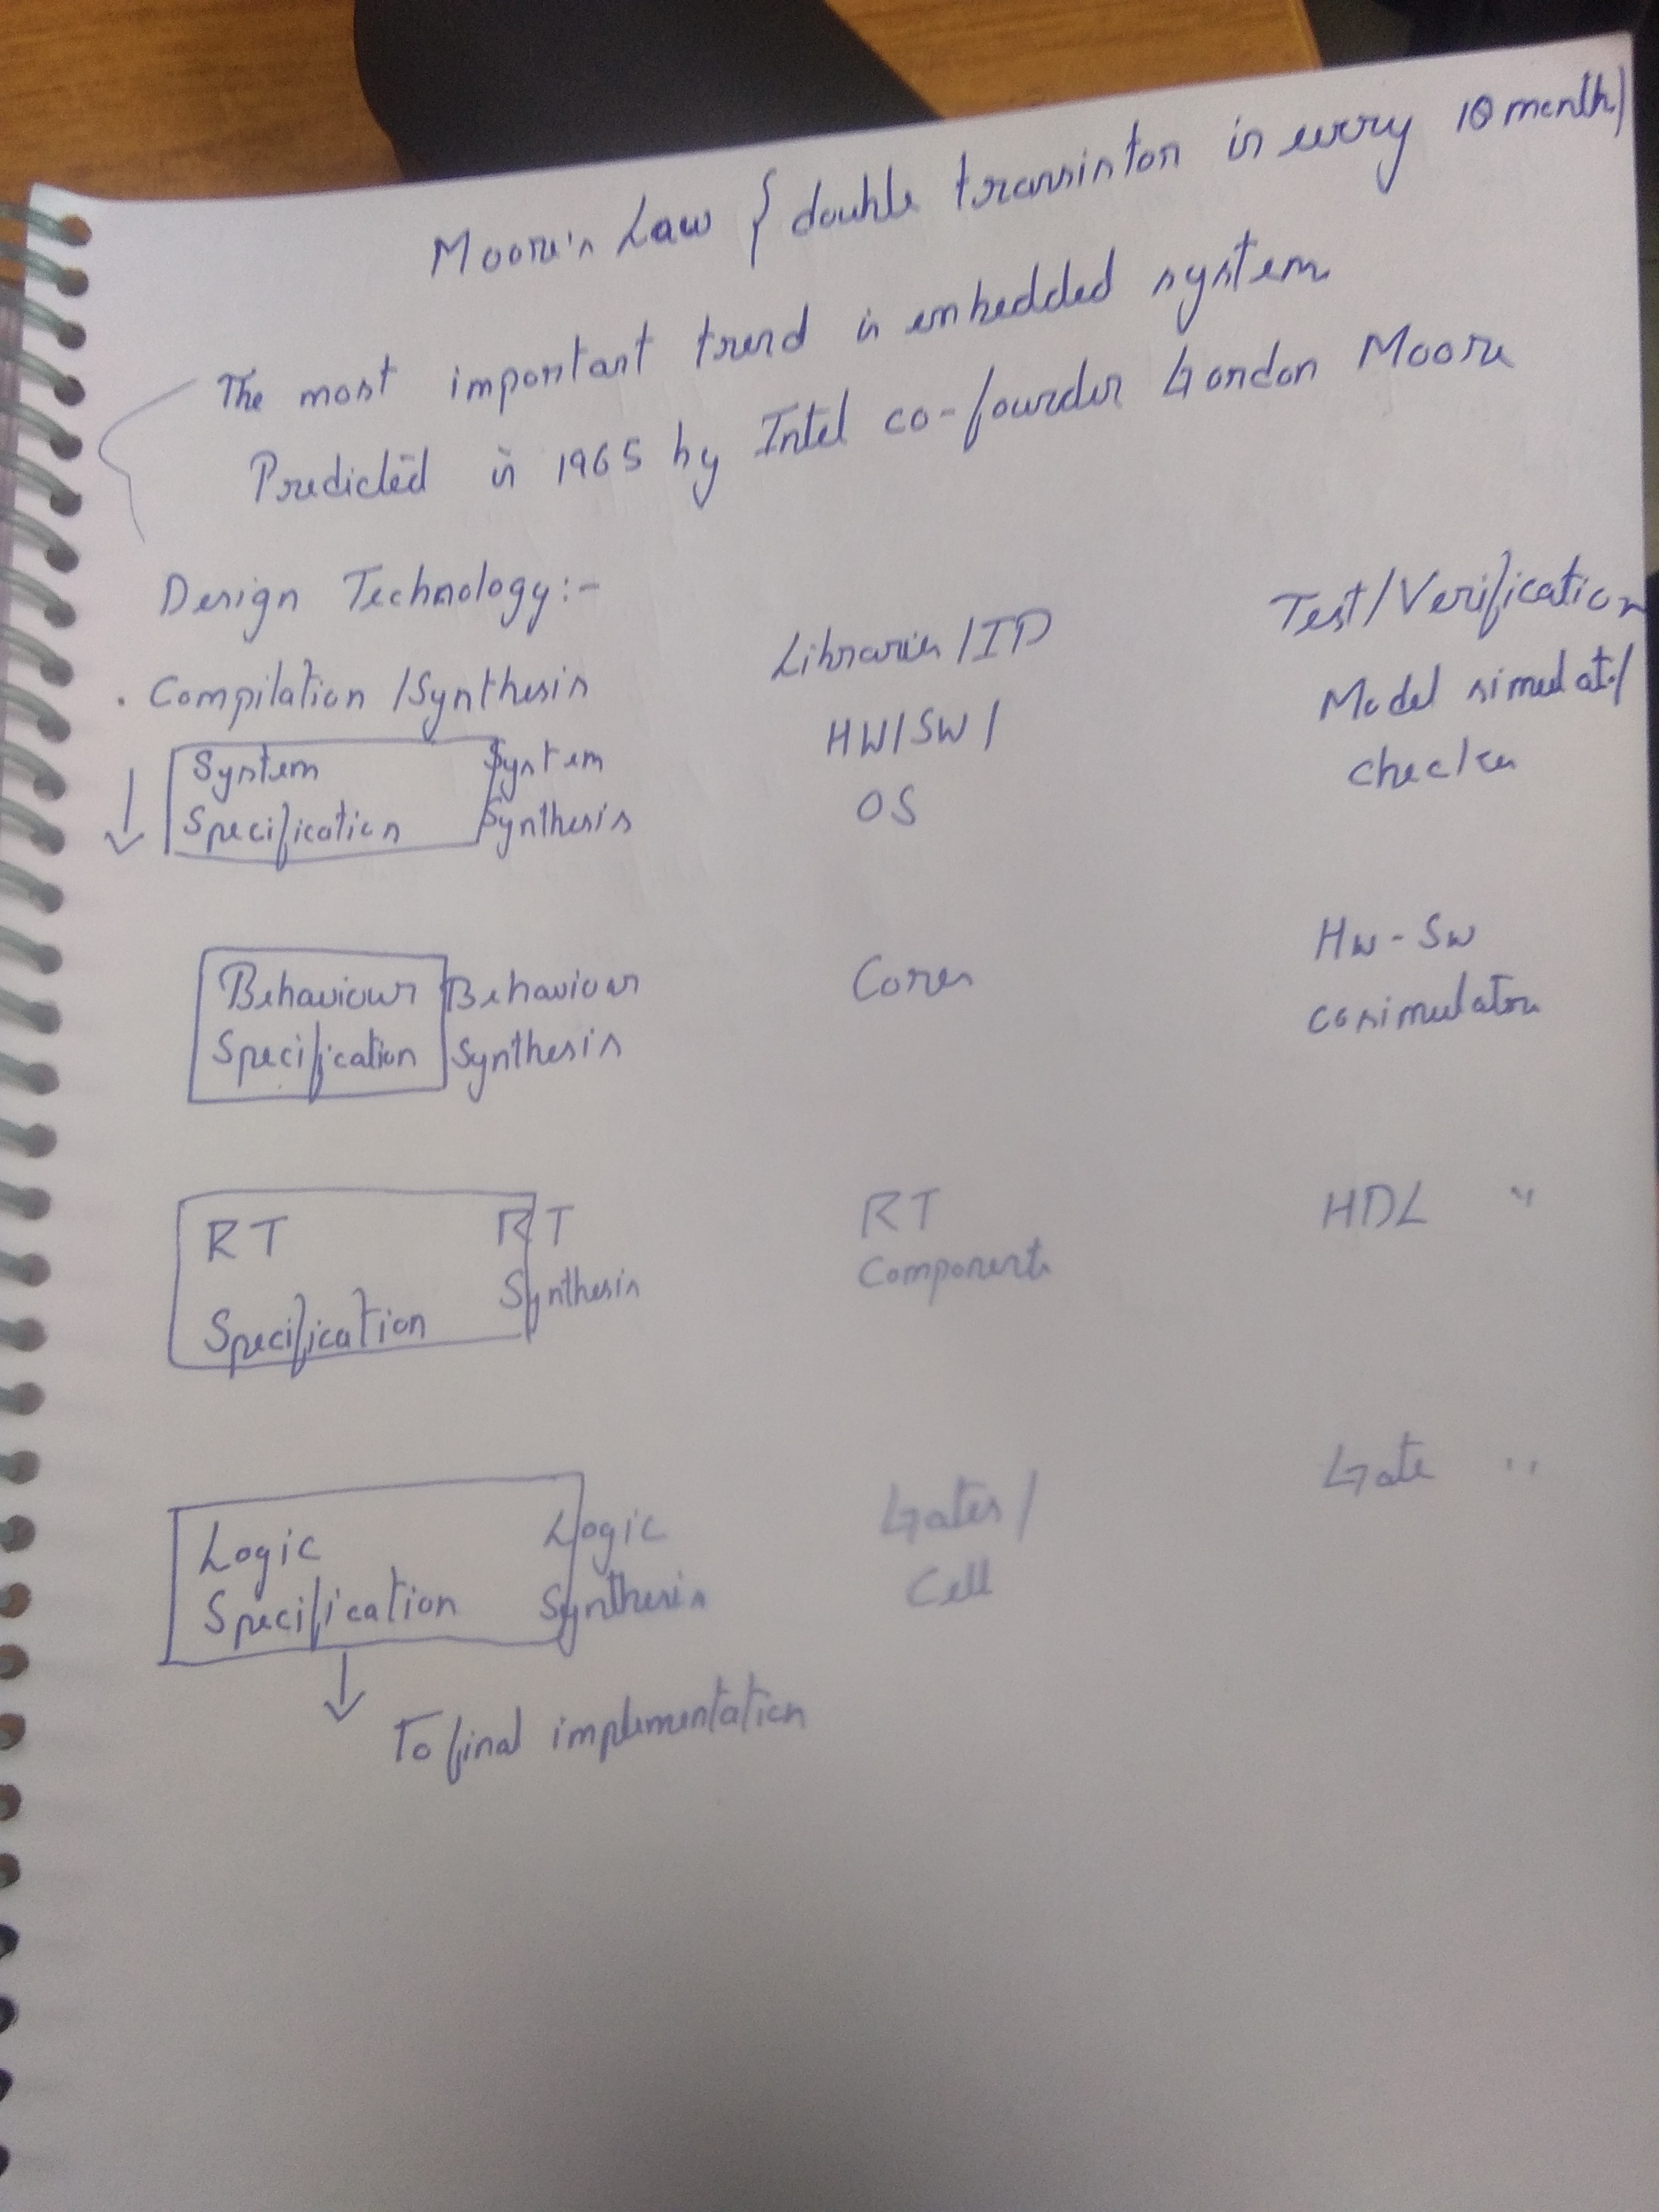 Moore's Law { double transistor in every 18 month)
The most important trend in embedded system
Predicted in 1965 by Intel co-founder Gordon Moore
Design Technology:-
. Compilation /Synthesis Libraries /IP Test/Verification
System System HW/SW/ Model simulat/
Specification Synthesis OS checker
Behaviour Behaviour Cores Hw-Sw
Specification Synthesis cosimulator
RT RT RT HDL "
Specification Synthesis Components
Logic Logic Gates/ Gate "
Specification Synthesis Cell
To final implementation